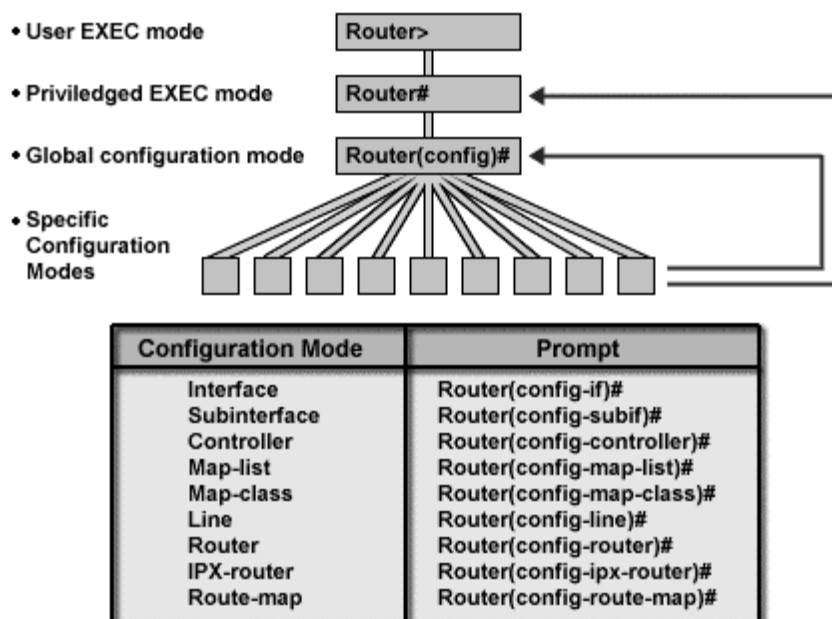 • User EXEC mode Router>
• Priviledged EXEC mode Router#
• Global configuration mode Router(config)#
• Specific
Configuration
Modes
Configuration Mode Prompt
Interface Router(config-if)#
Subinterface Router(config-subif)#
Controller Router(config-controller)#
Map-list Router(config-map-list)#
Map-class Router(config-map-class)#
Line Router(config-line)#
Router Router(config-router)#
IPX-router Router(config-ipx-router)#
Route-map Router(config-route-map)#